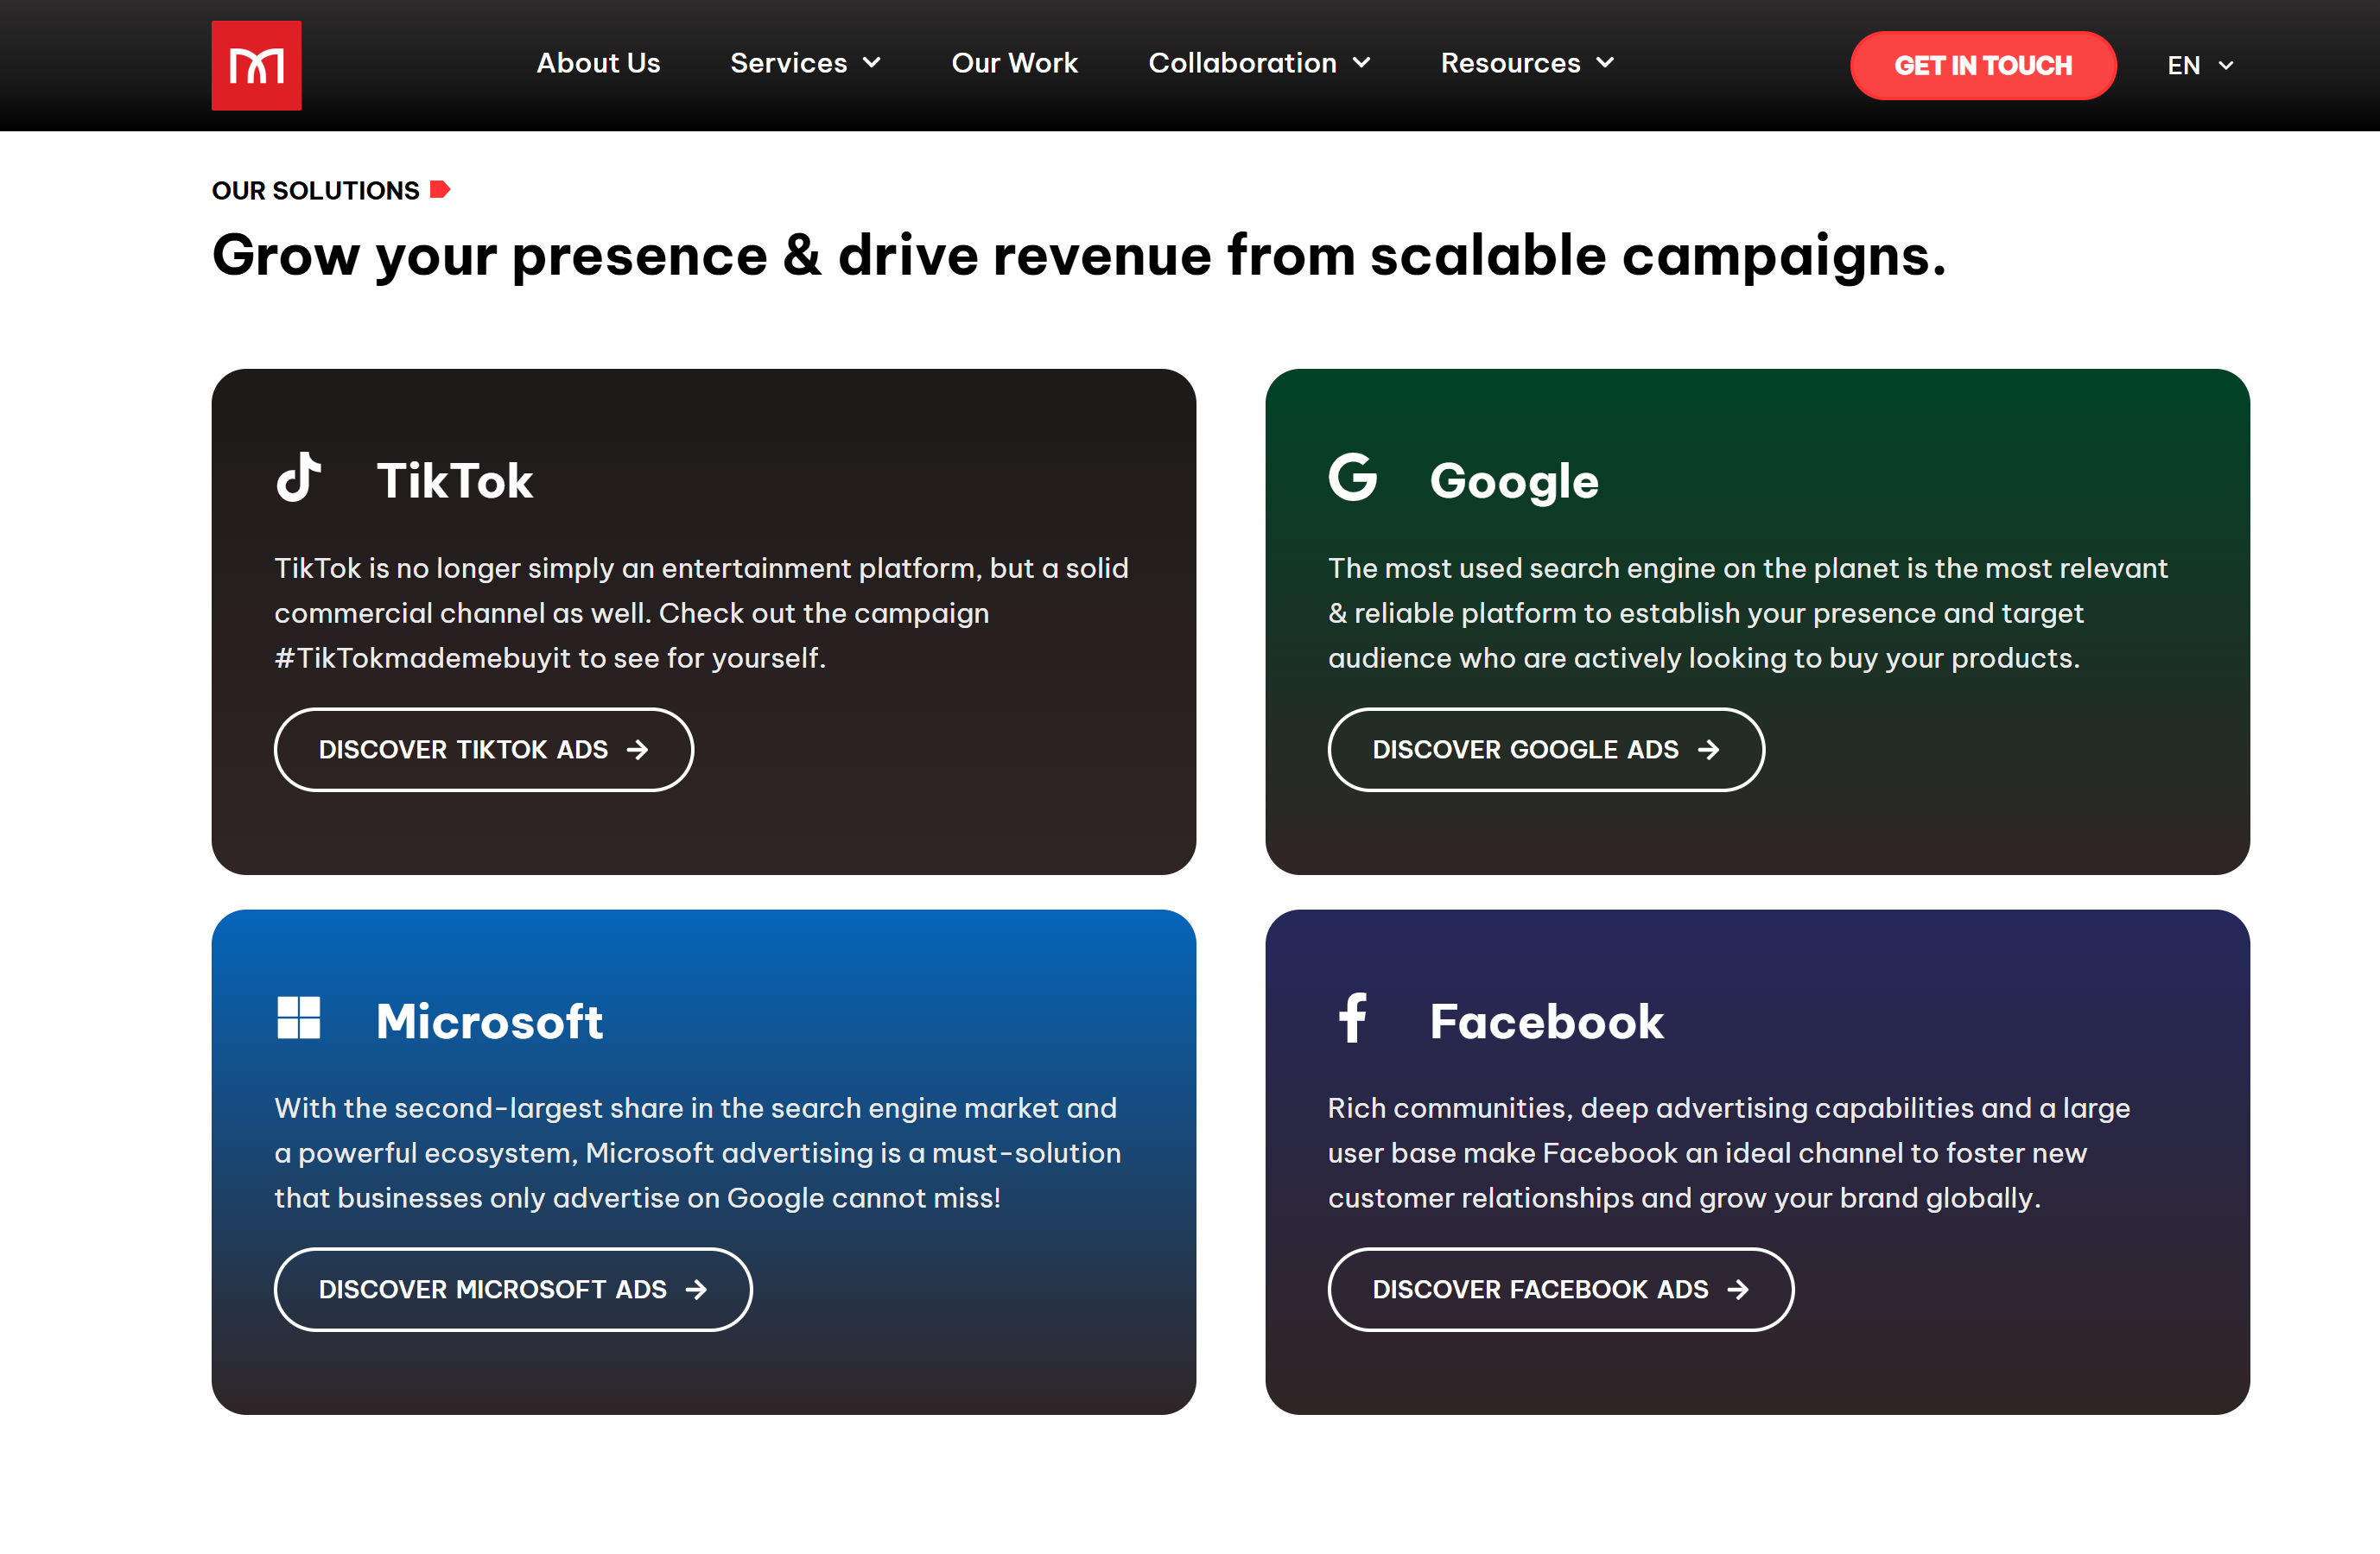 About Us
Services
Our Work
Collaboration
Resources
GET IN TOUCH
EN
OUR SOLUTIONS
Grow your presence & drive revenue from scalable campaigns.
TikTok
TikTok is no longer simply an entertainment platform, but a solid
commercial channel as well. Check out the campaign
#TikTokmademebuyit to see for yourself.
DISCOVER TIKTOK ADS
Google
The most used search engine on the planet is the most relevant
& reliable platform to establish your presence and target
audience who are actively looking to buy your products.
DISCOVER GOOGLE ADS
Microsoft
With the second-largest share in the search engine market and
a powerful ecosystem, Microsoft advertising is a must-solution
that businesses only advertise on Google cannot miss!
DISCOVER MICROSOFT ADS
Facebook
Rich communities, deep advertising capabilities and a large
user base make Facebook an ideal channel to foster new
customer relationships and grow your brand globally.
DISCOVER FACEBOOK ADS